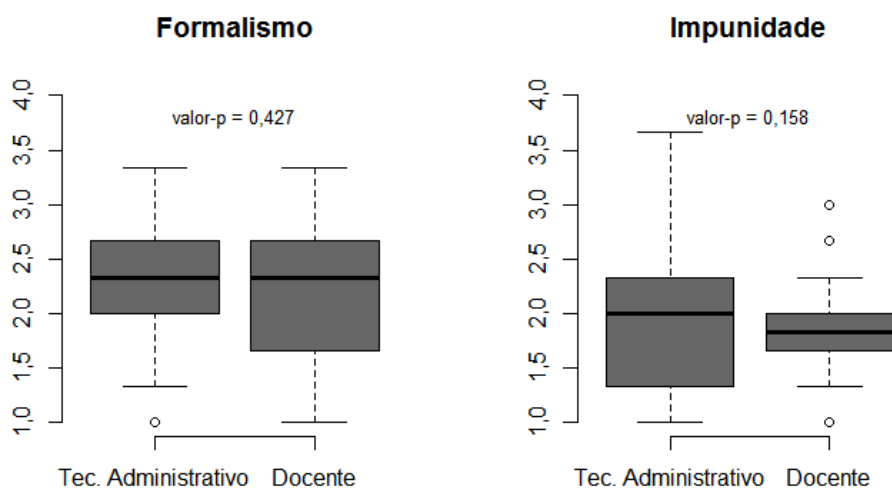 Formalismo
4,0
3,5
3,0
2,5
2,0
1,5
1,0
valor-p = 0,427
Tec. Administrativo
Docente
Impunidade
4,0
3,5
3,0
2,5
2,0
1,5
1,0
valor-p = 0,158
Tec. Administrativo
Docente